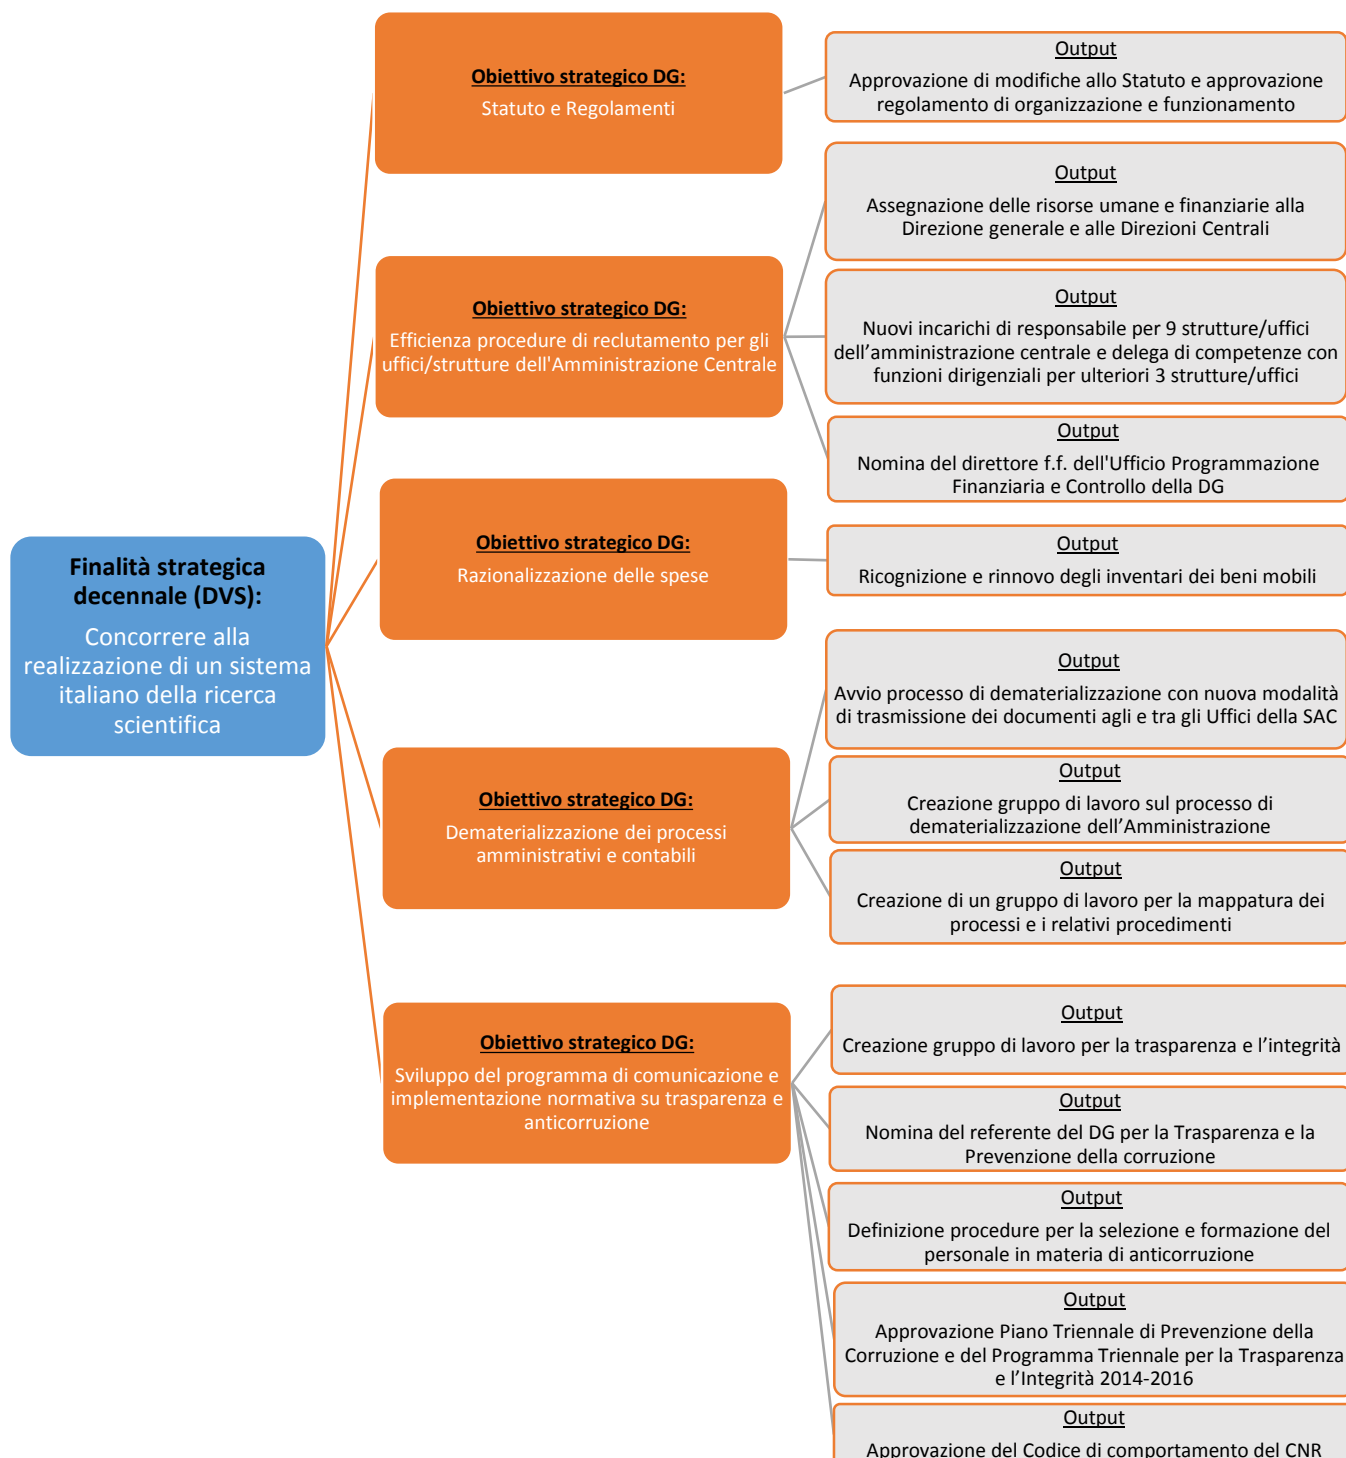 Finalità strategica
decennale (DVS):
Concorrere alla
realizzazione di un sistema
italiano della ricerca
scientifica
Obiettivo strategico DG:
Statuto e Regolamenti
Output
Approvazione di modifiche allo Statuto e approvazione
regolamento di organizzazione e funzionamento
Obiettivo strategico DG:
Efficienza procedure di reclutamento per gli
uffici/strutture dell'Amministrazione Centrale
Output
Assegnazione delle risorse umane e finanziarie alla
Direzione generale e alle Direzioni Centrali
Output
Nuovi incarichi di responsabile per 9 strutture/uffici
dell’amministrazione centrale e delega di competenze con
funzioni dirigenziali per ulteriori 3 strutture/uffici
Output
Nomina del direttore f.f. dell'Ufficio Programmazione
Finanziaria e Controllo della DG
Obiettivo strategico DG:
Razionalizzazione delle spese
Output
Ricognizione e rinnovo degli inventari dei beni mobili
Obiettivo strategico DG:
Dematerializzazione dei processi
amministrativi e contabili
Output
Avvio processo di dematerializzazione con nuova modalità
di trasmissione dei documenti agli e tra gli Uffici della SAC
Output
Creazione gruppo di lavoro sul processo di
dematerializzazione dell’Amministrazione
Output
Creazione di un gruppo di lavoro per la mappatura dei
processi e i relativi procedimenti
Obiettivo strategico DG:
Sviluppo del programma di comunicazione e
implementazione normativa su trasparenza e
anticorruzione
Output
Creazione gruppo di lavoro per la trasparenza e l’integrità
Output
Nomina del referente del DG per la Trasparenza e la
Prevenzione della corruzione
Output
Definizione procedure per la selezione e formazione del
personale in materia di anticorruzione
Output
Approvazione Piano Triennale di Prevenzione della
Corruzione e del Programma Triennale per la Trasparenza
e l’Integrità 2014-2016
Output
Approvazione del Codice di comportamento del CNR